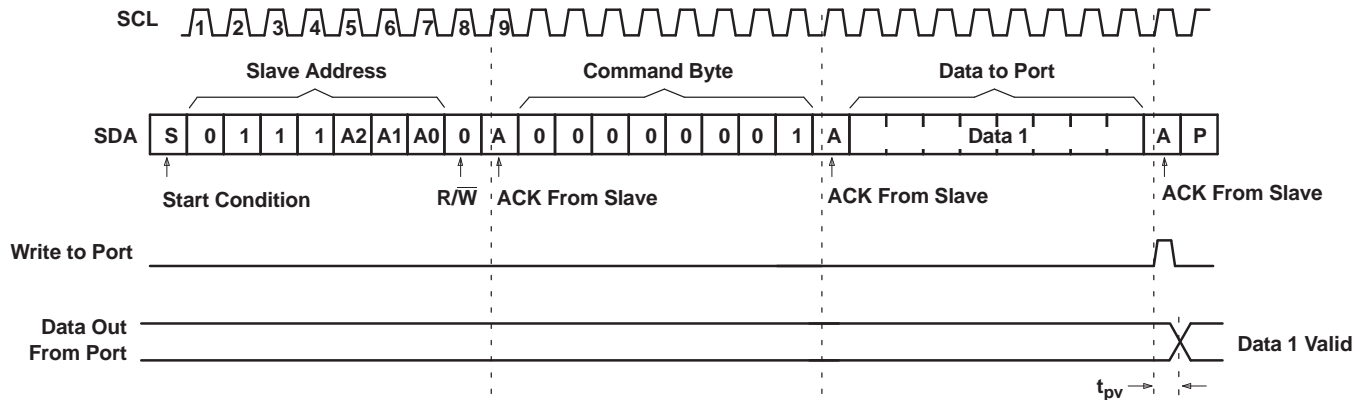 SCL 1 2 3 4 5 6 7 8 9
Slave Address Command Byte Data to Port
SDA S 0 1 1 1 A2 A1 A0 0 A 0 0 0 0 0 0 0 1 A Data 1 A P
Start Condition R/W̅ ACK From Slave ACK From Slave ACK From Slave
Write to Port
Data Out
From Port
Data 1 Valid
tpv